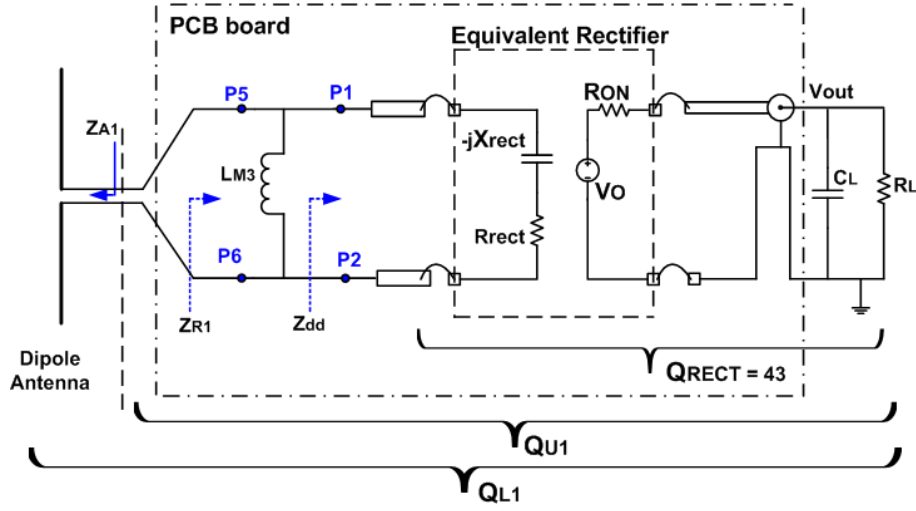 PCB board
Equivalent Rectifier
P5
P1
RON
Vout
ZA1
-jXrect
LM3
VO
CL
RL
Rrect
P6
P2
ZR1
Zdd
Dipole
Antenna
QRECT = 43
QU1
QL1